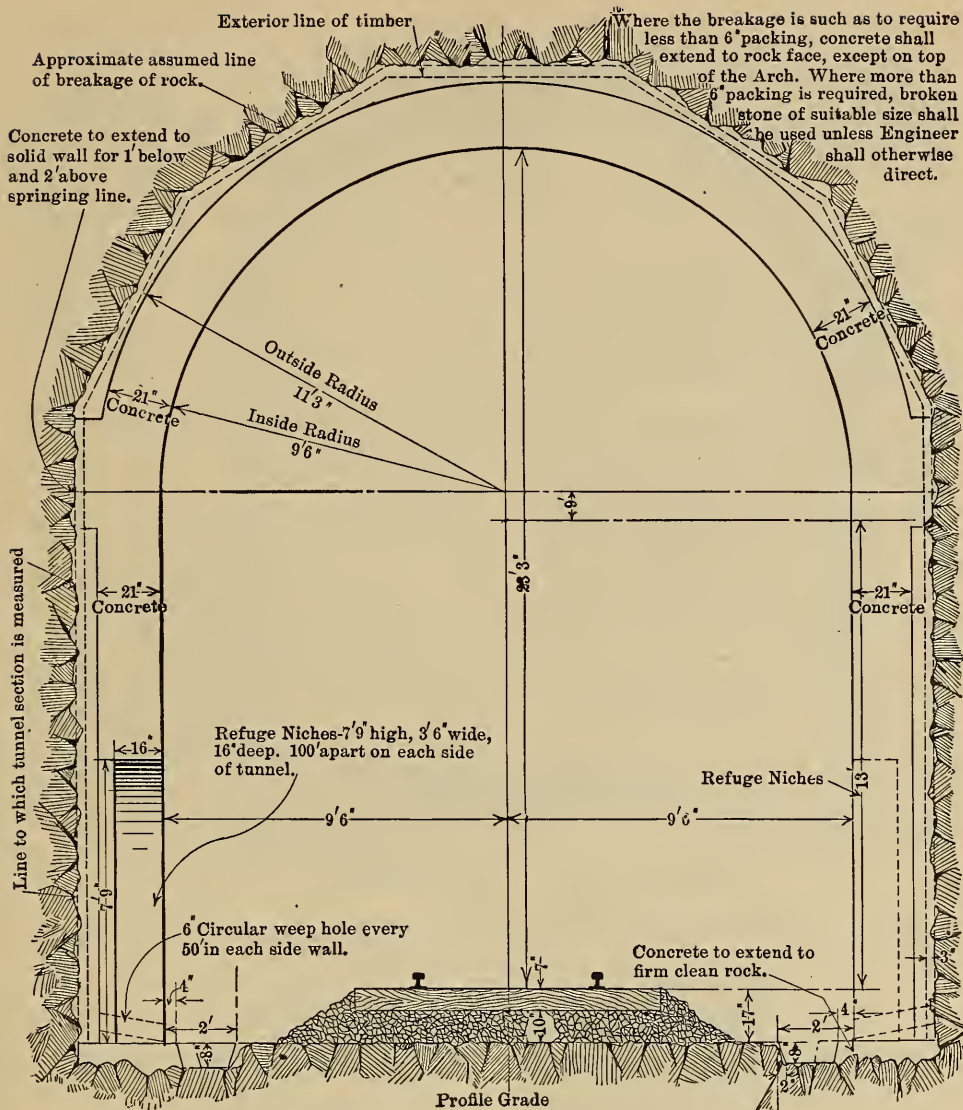 Exterior line of timber
Approximate assumed line
of breakage of rock.
Where the breakage is such as to require
less than 6" packing, concrete shall
extend to rock face, except on top
of the Arch. Where more than
6" packing is required, broken
stone of suitable size shall
be used unless Engineer
shall otherwise
direct.
Concrete to extend to
solid wall for 1' below
and 2' above
springing line.
21"
Concrete
Outside Radius
11'3"
21"
Concrete
Inside Radius
9'6"
9'
23'3"
21"
Concrete
21"
Concrete
Line to which tunnel section is measured
16"
Refuge Niches-7'9" high, 3'6" wide,
16" deep. 100' apart on each side
of tunnel.
Refuge Niches
13'
9'6"
9'6"
7'9"
6" Circular weep hole every
50' in each side wall.
Concrete to extend to
firm clean rock.
3"
4"
7"
2'
10"
17"
2'
4
8"
8"
2"
Profile Grade